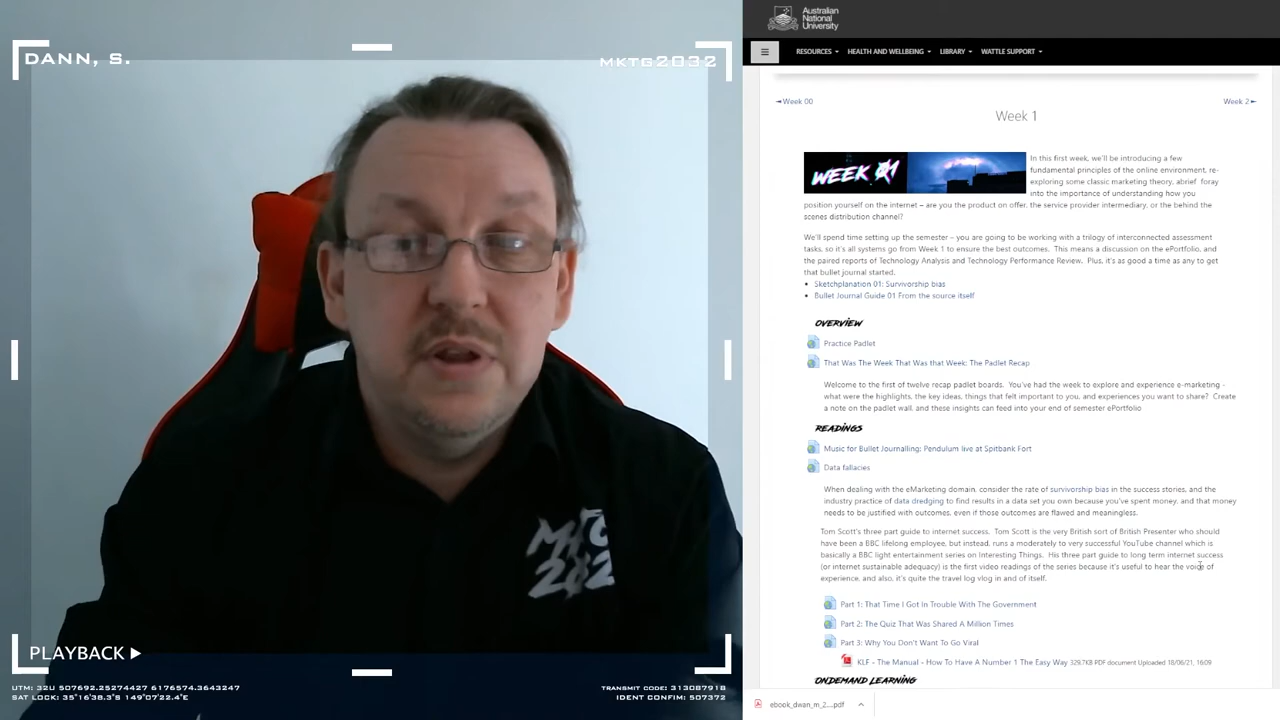 DANN, S.
MKTG2032
PLAYBACK
UTM: 32U 507692.25274427 6176574.3643247
SAT LOCK: 35°16'38.3"S 149°07'22.4"E
TRANSMIT CODE: 313087918
IDENT CONFIM: 507372
Australian
National
University
RESOURCES
HEALTH AND WELLBEING
LIBRARY
WATTLE SUPPORT
◄Week 00
Week 2►
Week 1
WEEK 01
In this first week, we'll be introducing a few
fundamental principles of the online environment, re-
exploring some classic marketing theory, abrief foray
into the importance of understanding how you
position yourself on the internet – are you the product on offer, the service provider intermediary, or the behind the
scenes distribution channel?
We'll spend time setting up the semester – you are going to be working with a trilogy of interconnected assessment
tasks, so it's all systems go from Week 1 to ensure the best outcomes. This means a discussion on the ePortfolio, and
the paired reports of Technology Analysis and Technology Performance Review. Plus, it's as good a time as any to get
that bullet journal started.
• Sketchplanation 01: Survivorship bias
• Bullet Journal Guide 01 From the source itself
OVERVIEW
Practice Padlet
That Was The Week That Was that Week: The Padlet Recap
Welcome to the first of twelve recap padlet boards. You've had the week to explore and experience e-marketing -
what were the highlights, the key ideas, things that felt important to you, and experiences you want to share? Create
a note on the padlet wall, and these insights can feed into your end of semester ePortfolio
READINGS
Music for Bullet Journalling: Pendulum live at Spitbank Fort
Data fallacies
When dealing with the eMarketing domain, consider the rate of survivorship bias in the success stories, and the
industry practice of data dredging to find results in a data set you own because you've spent money, and that money
needs to be justified with outcomes, even if those outcomes are flawed and meaningless.
Tom Scott's three part guide to internet success. Tom Scott is the very British sort of British Presenter who should
have been a BBC lifelong employee, but instead, runs a moderately to very successful YouTube channel which is
basically a BBC light entertainment series on Interesting Things. His three part guide to long term internet success
(or internet sustainable adequacy) is the first video readings of the series because it's useful to hear the voice of
experience, and also, it's quite the travel log vlog in and of itself.
Part 1: That Time I Got In Trouble With The Government
Part 2: The Quiz That Was Shared A Million Times
Part 3: Why You Don't Want To Go Viral
KLF - The Manual - How To Have A Number 1 The Easy Way 329.7KB PDF document Uploaded 18/06/21, 16:09
ONDEMAND LEARNING
ebook_dwan_m_2....pdf